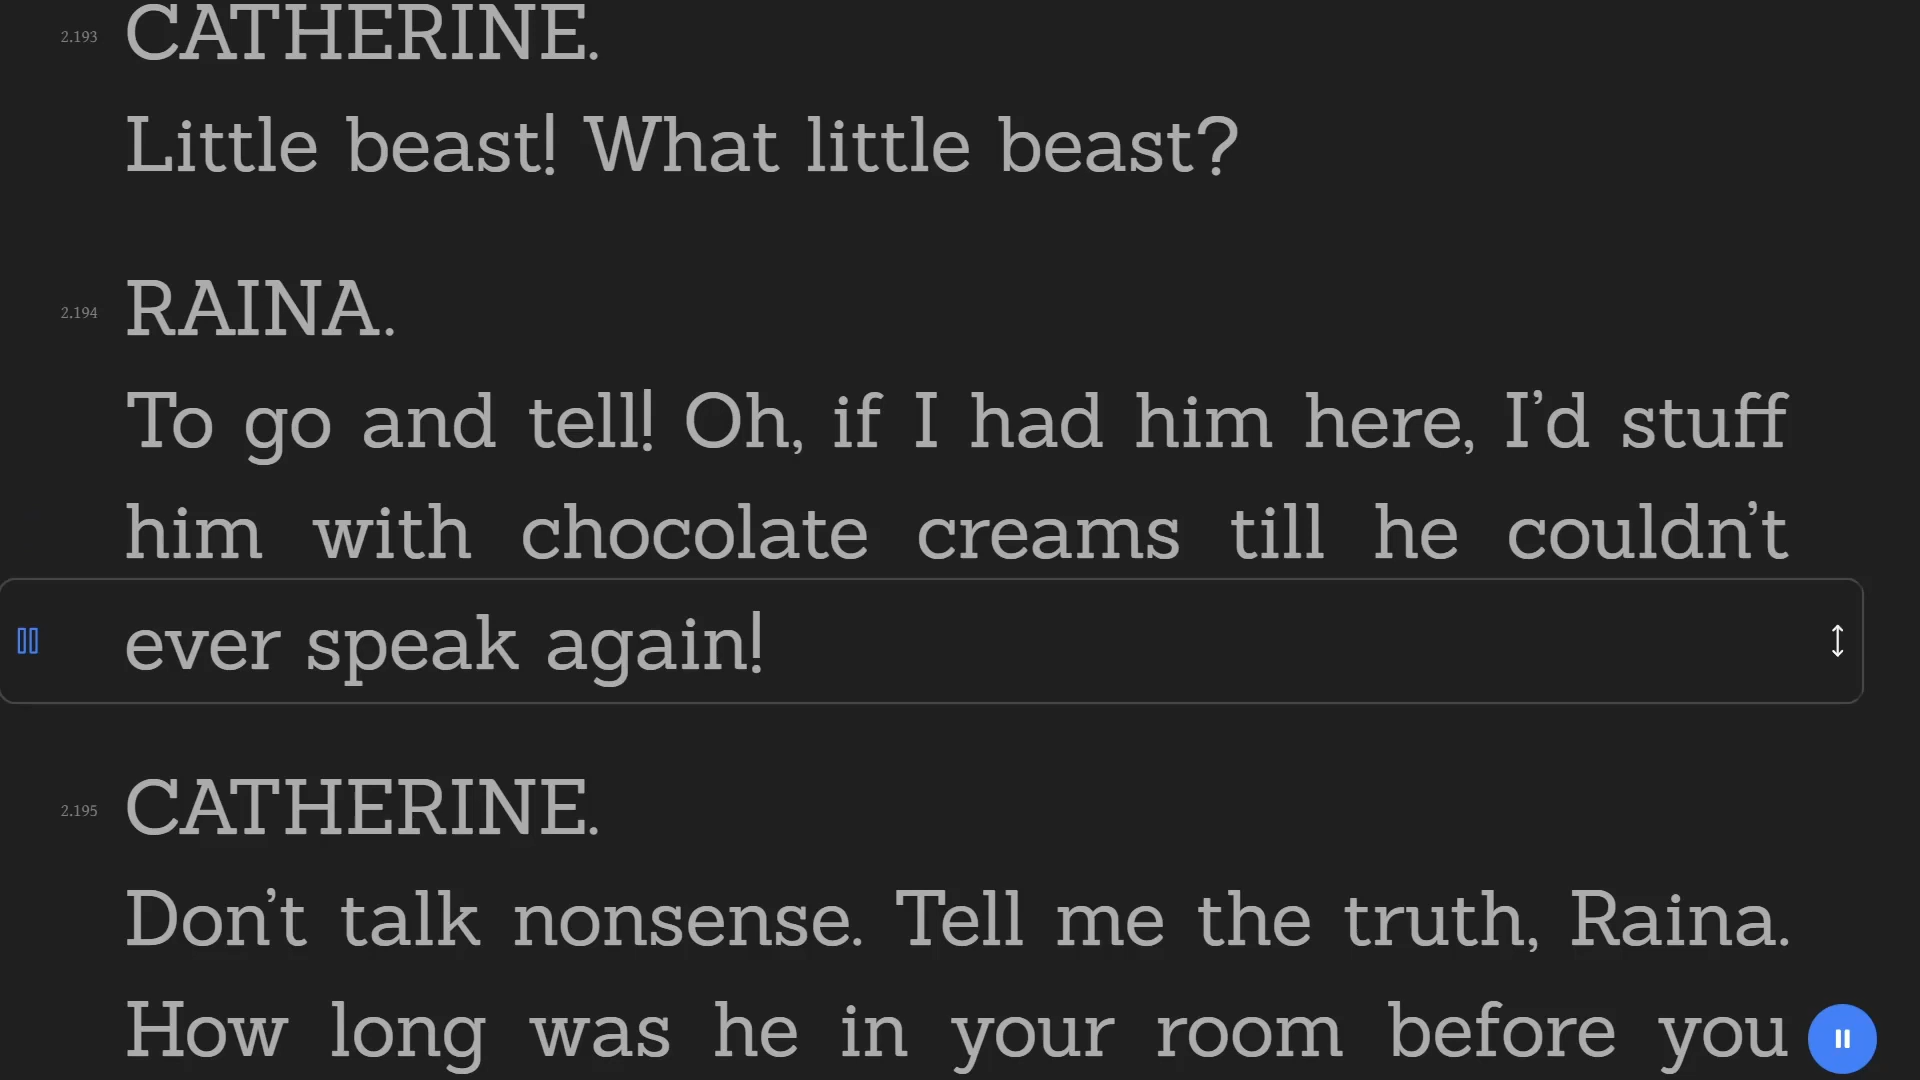 2.193 CATHERINE.
Little beast! What little beast?
2.194 RAINA.
To go and tell! Oh, if I had him here, I’d stuff
him with chocolate creams till he couldn’t
ever speak again!
2.195 CATHERINE.
Don’t talk nonsense. Tell me the truth, Raina.
How long was he in your room before you